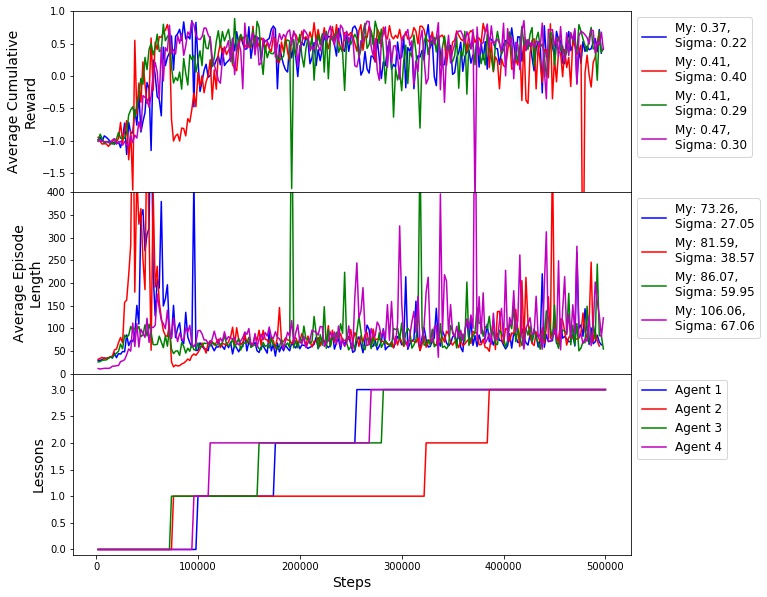 1.0
0.5
0.0
−0.5
−1.0
−1.5
Average Cumulative
Reward
My: 0.37,
Sigma: 0.22
My: 0.41,
Sigma: 0.40
My: 0.41,
Sigma: 0.29
My: 0.47,
Sigma: 0.30
400
350
300
250
200
150
100
50
0
Average Episode
Length
My: 73.26,
Sigma: 27.05
My: 81.59,
Sigma: 38.57
My: 86.07,
Sigma: 59.95
My: 106.06,
Sigma: 67.06
3.0
2.5
2.0
1.5
1.0
0.5
0.0
Lessons
Agent 1
Agent 2
Agent 3
Agent 4
0 100000 200000 300000 400000 500000
Steps